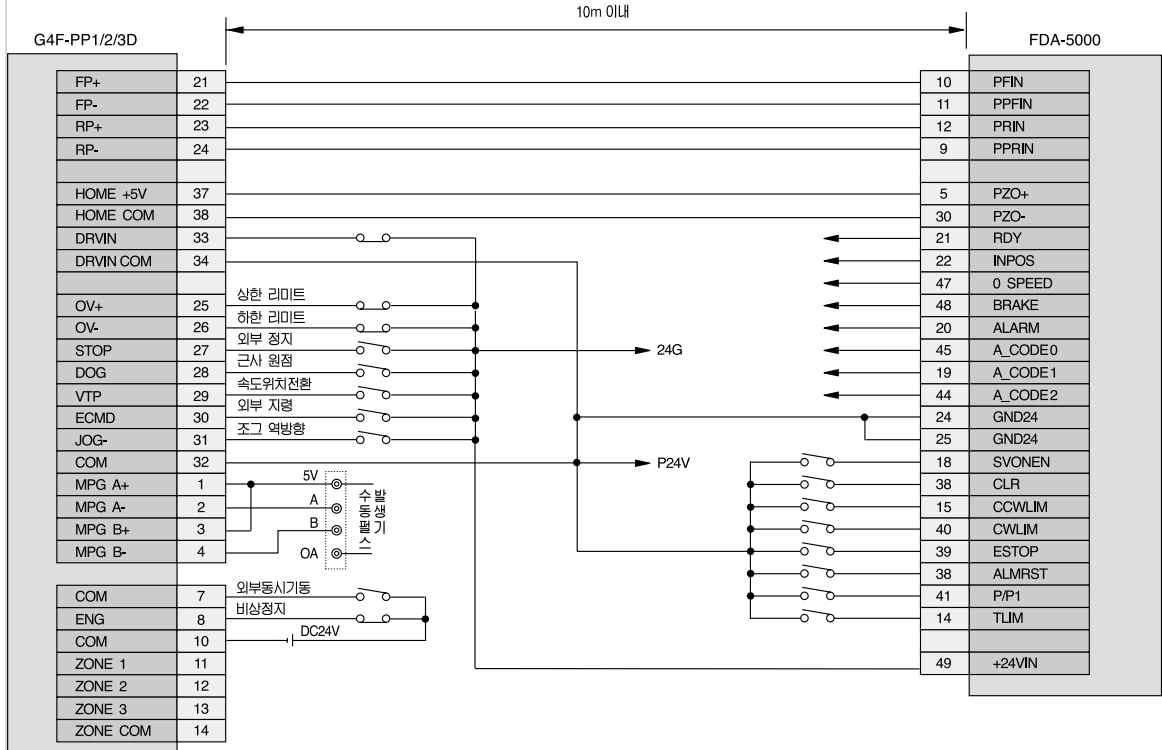 10m 이내
G4F-PP1/2/3D
FDA-5000
FP+ 21
FP- 22
RP+ 23
RP- 24
HOME +5V 37
HOME COM 38
DRVIN 33
DRVIN COM 34
OV+ 25 상한 리미트
OV- 26 하한 리미트
STOP 27 외부 정지
DOG 28 근사 원점
VTP 29 속도위치전환
ECMD 30 외부 지령
JOG- 31 조그 역방향
COM 32
MPG A+ 1 5V
MPG A- 2 A
MPG B+ 3 B
MPG B- 4 OA
수동펄스
발생기
24G
P24V
COM 7 외부동시기동
ENG 8 비상정지
COM 10 DC24V
ZONE 1 11
ZONE 2 12
ZONE 3 13
ZONE COM 14
10 PFIN
11 PPFIN
12 PRIN
9 PPRIN
5 PZO+
30 PZO-
21 RDY
22 INPOS
47 0 SPEED
48 BRAKE
20 ALARM
45 A_CODE0
19 A_CODE1
44 A_CODE2
24 GND24
25 GND24
18 SVONEN
38 CLR
15 CCWLIM
40 CWLIM
39 ESTOP
38 ALMRST
41 P/P1
14 TLIM
49 +24VIN